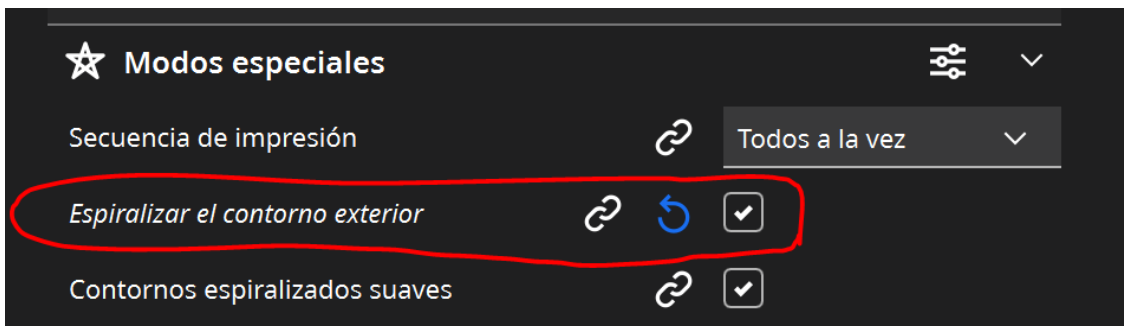 Modos especiales
Secuencia de impresión Todos a la vez
Espiralizar el contorno exterior
Contornos espiralizados suaves